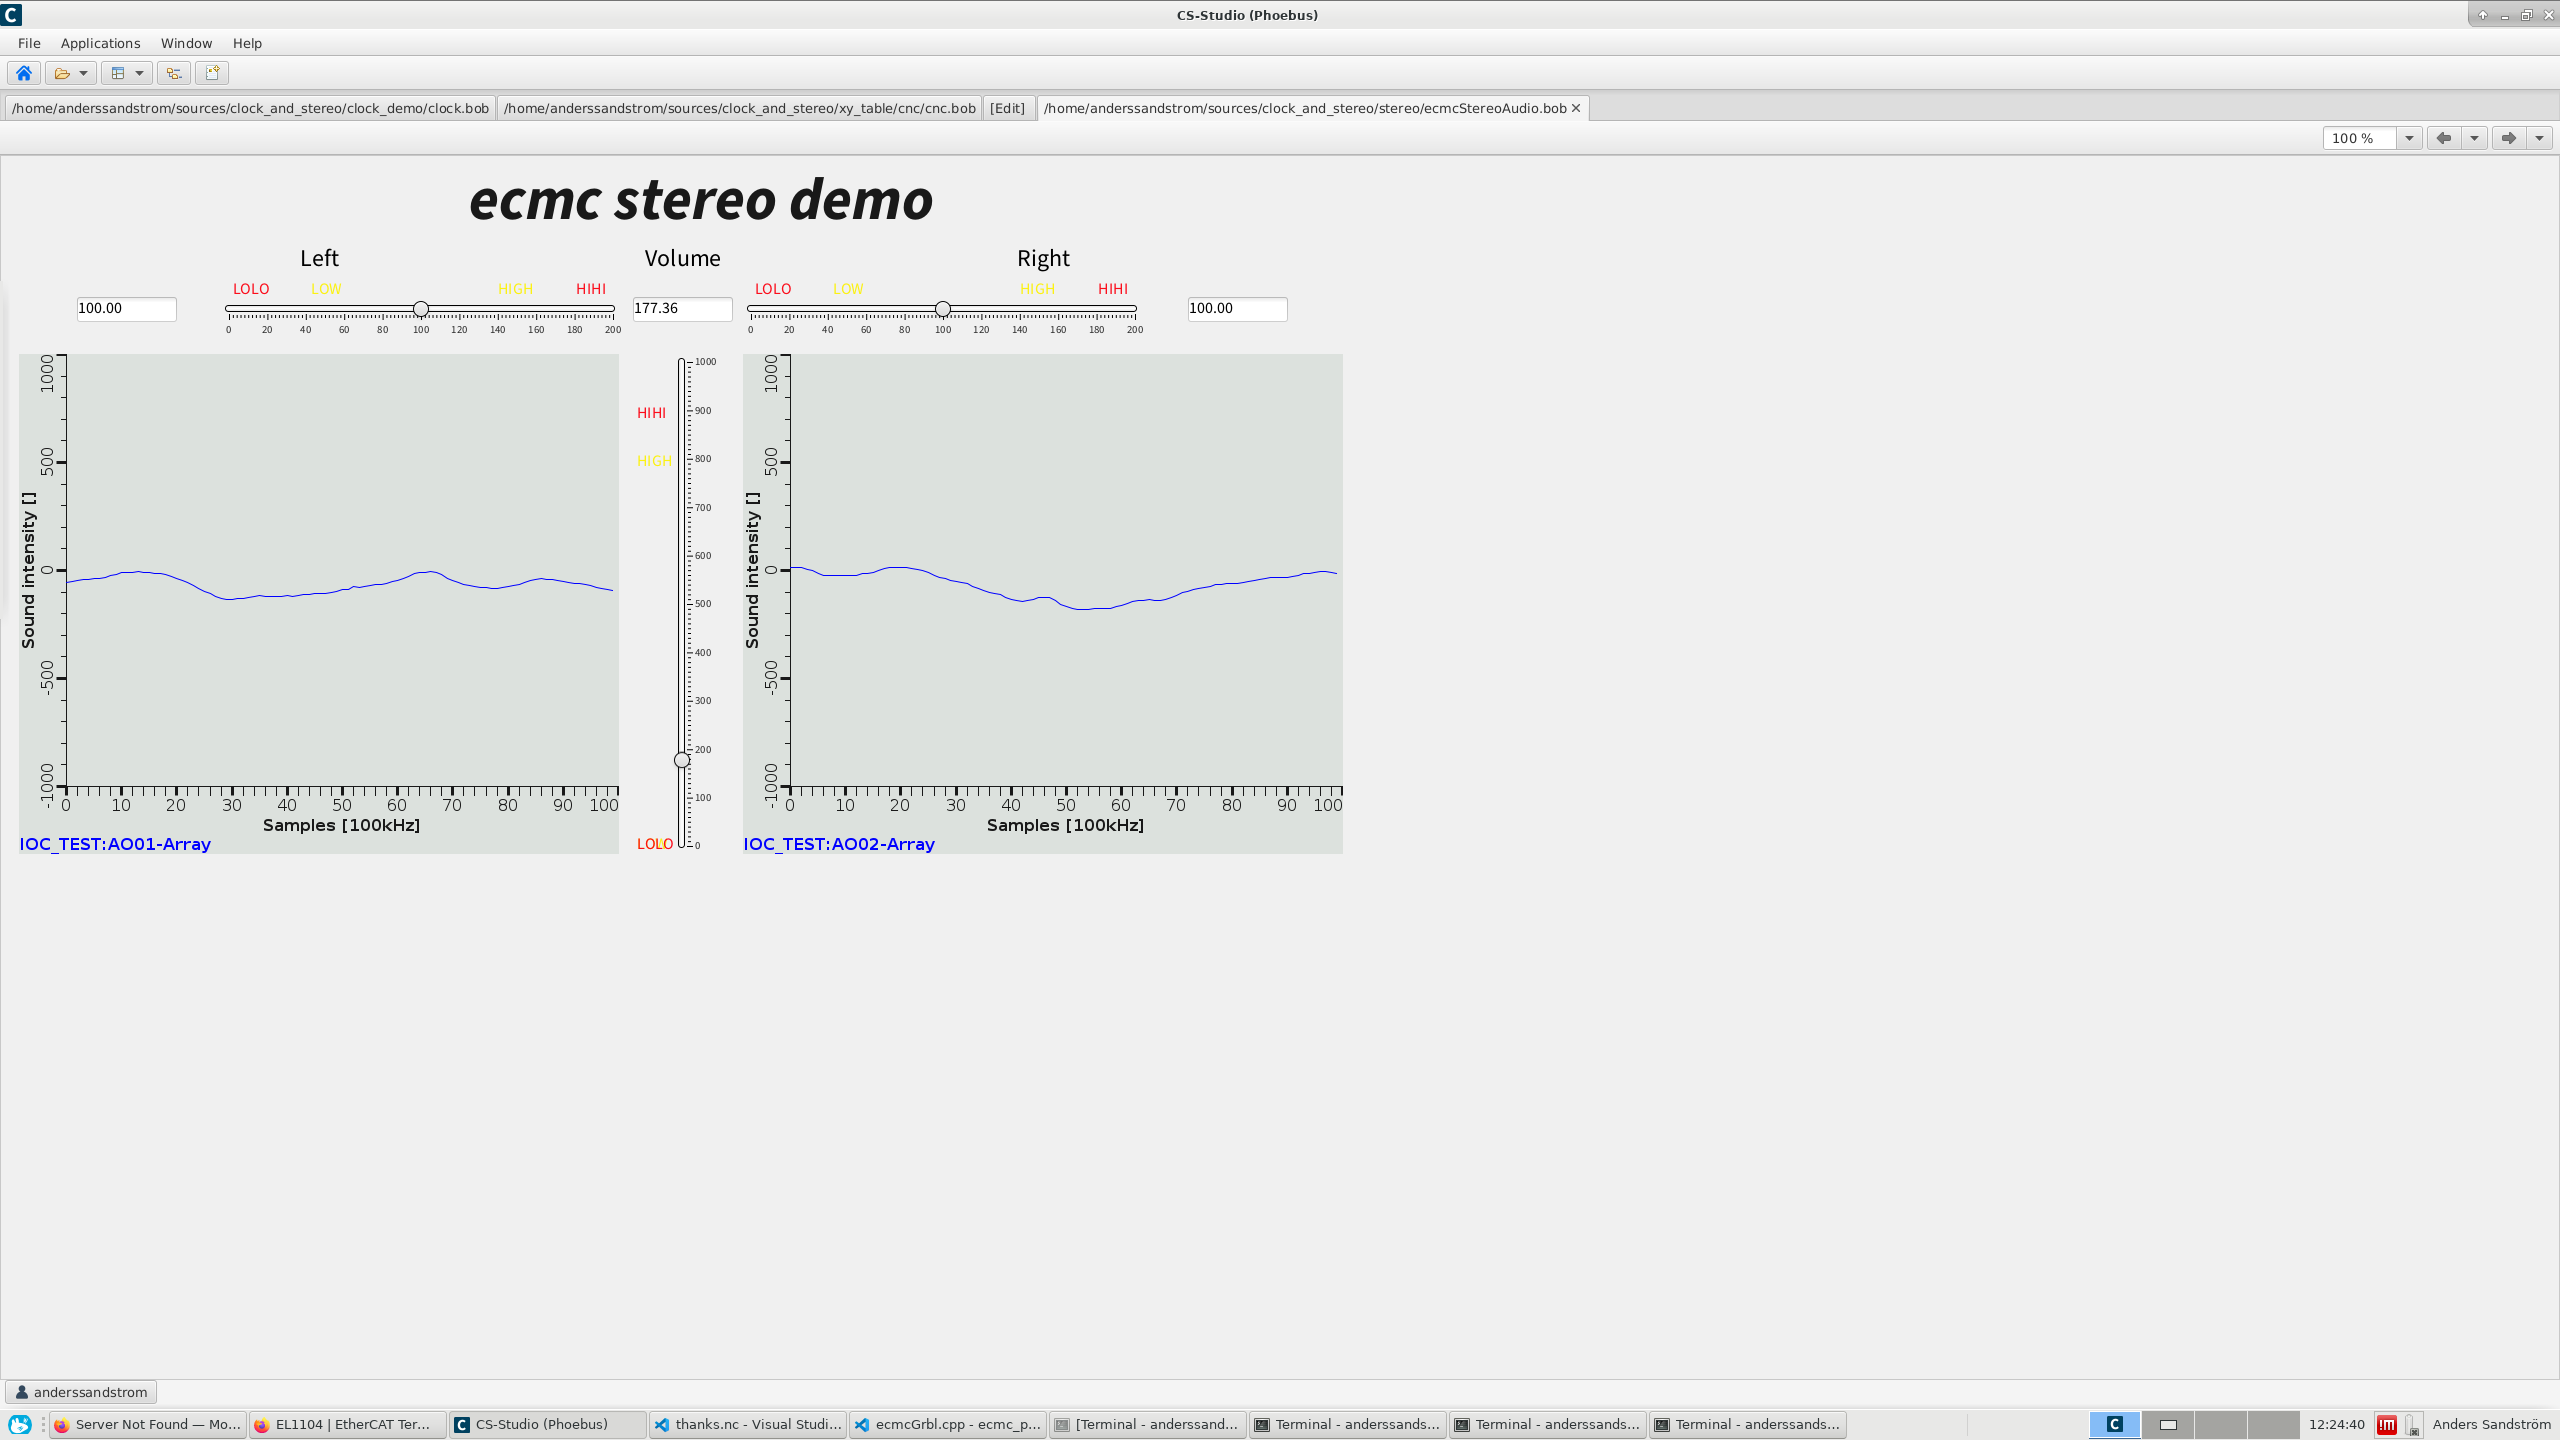 CS-Studio (Phoebus)
File Applications Window Help
/home/anderssandstrom/sources/clock_and_stereo/clock_demo/clock.bob /home/anderssandstrom/sources/clock_and_stereo/xy_table/cnc/cnc.bob [Edit] /home/anderssandstrom/sources/clock_and_stereo/stereo/ecmcStereoAudio.bob
100 %
ecmc stereo demo
Left Volume Right
LOLO LOW HIGH HIHI LOLO LOW HIGH HIHI
100.00 177.36 100.00
0 20 40 60 80 100 120 140 160 180 200 0 20 40 60 80 100 120 140 160 180 200
1000
500
0
-500
-1000
Sound intensity []
0 10 20 30 40 50 60 70 80 90 100
Samples [100kHz]
IOC_TEST:AO01-Array
HIHI
HIGH
LOLO
1000
900
800
700
600
500
400
300
200
100
0
1000
500
0
-500
-1000
Sound intensity []
0 10 20 30 40 50 60 70 80 90 100
Samples [100kHz]
IOC_TEST:AO02-Array
anderssandstrom
Server Not Found — Mo... EL1104 | EtherCAT Ter... CS-Studio (Phoebus) thanks.nc - Visual Studi... ecmcGrbl.cpp - ecmc_p... [Terminal - anderssand... Terminal - anderssands... Terminal - anderssands... Terminal - anderssands... 12:24:40 Anders Sandström